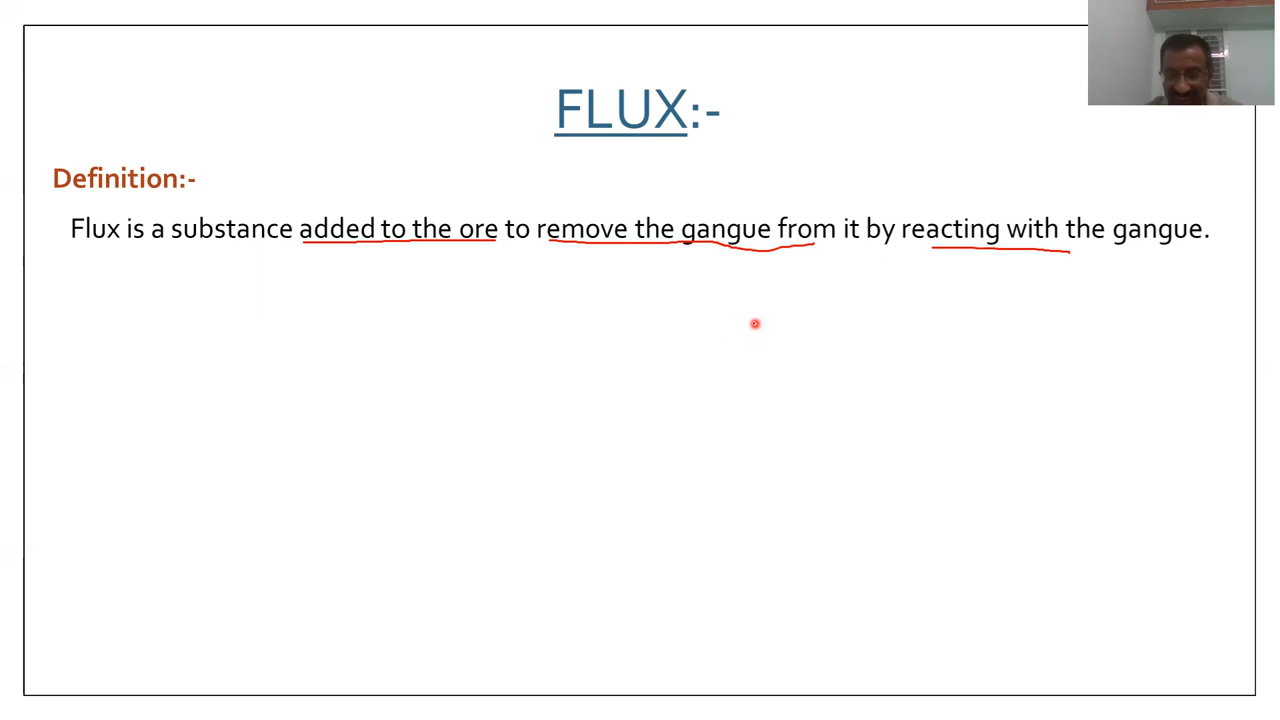 FLUX:-
Definition:-
Flux is a substance added to the ore to remove the gangue from it by reacting with the gangue.